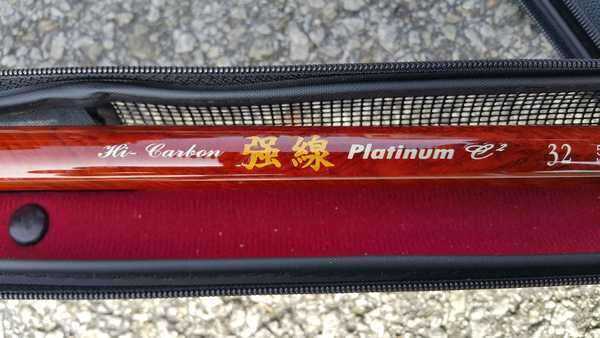 Hi-Carbon 强線 Platinum C² 32